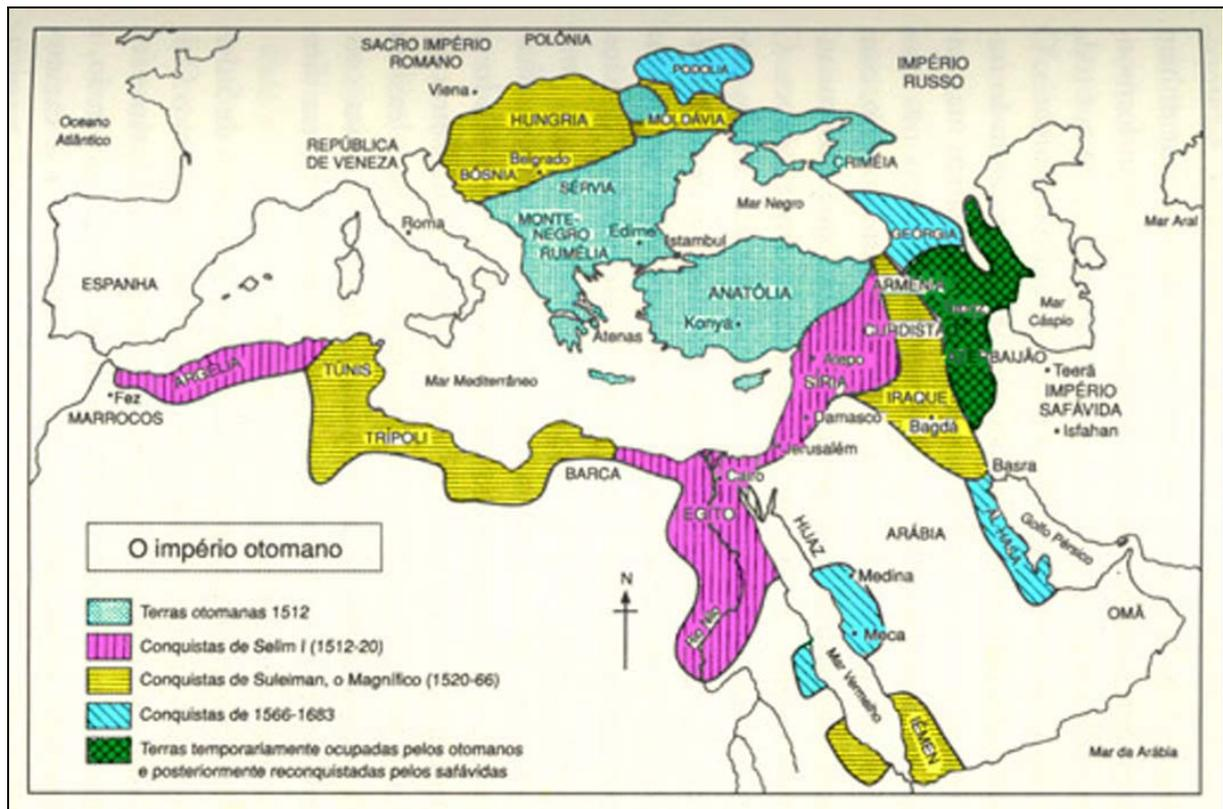 SACRO IMPÉRIO
ROMANO
POLÔNIA
IMPÉRIO
RUSSO
PODOLIA
Viena
Oceano
Atlântico
HUNGRIA
MOLDÁVIA
REPÚBLICA
DE VENEZA
Belgrado
BÓSNIA
CRIMÉIA
SÉRVIA
Mar Negro
Mar Aral
MONTE-
NEGRO
Roma
Edirne
Istambul
GEÓRGIA
RUMÉLIA
ESPANHA
ANATÓLIA
ARMÊNIA
Konya
Mar
Cáspio
Atenas
CURDISTÃ
ARGÉLIA
TÚNIS
Mar Mediterrâneo
Alepo
SÍRIA
BAIJÃO
Teerã
Fez
MARROCOS
IRAQUE
IMPÉRIO
SAFÁVIDA
Damasco
Bagdá
Isfahan
TRÍPOLI
Jerusalém
BARCA
Cairo
Basra
EGITO
HIJAZ
ARÁBIA
AL-HASA
Golfo Pérsico
O império otomano
N
Medina
OMÃ
Terras otomanas 1512
Rio Nilo
Meca
Conquistas de Selim I (1512-20)
Mar Vermelho
Conquistas de Suleiman, o Magnífico (1520-66)
Conquistas de 1566-1683
IÊMEN
Terras temporariamente ocupadas pelos otomanos
e posteriormente reconquistadas pelos safávidas
Mar da Arábia